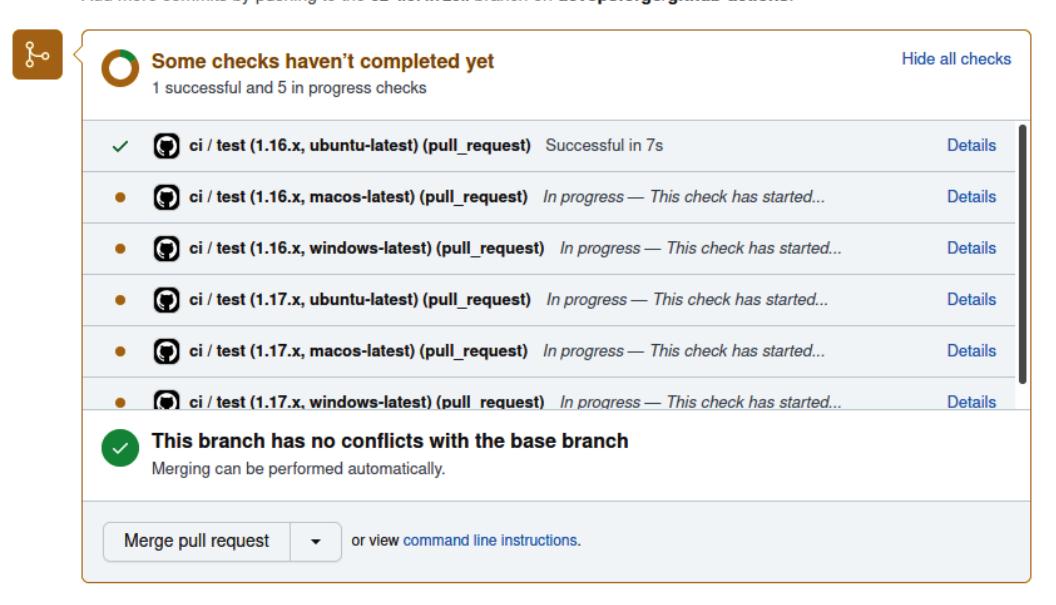 Some checks haven't completed yet
Hide all checks
1 successful and 5 in progress checks
ci / test (1.16.x, ubuntu-latest) (pull_request) Successful in 7s Details
ci / test (1.16.x, macos-latest) (pull_request) In progress — This check has started... Details
ci / test (1.16.x, windows-latest) (pull_request) In progress — This check has started... Details
ci / test (1.17.x, ubuntu-latest) (pull_request) In progress — This check has started... Details
ci / test (1.17.x, macos-latest) (pull_request) In progress — This check has started... Details
ci / test (1.17.x, windows-latest) (pull_request) In progress — This check has started... Details
This branch has no conflicts with the base branch
Merging can be performed automatically.
Merge pull request or view command line instructions.